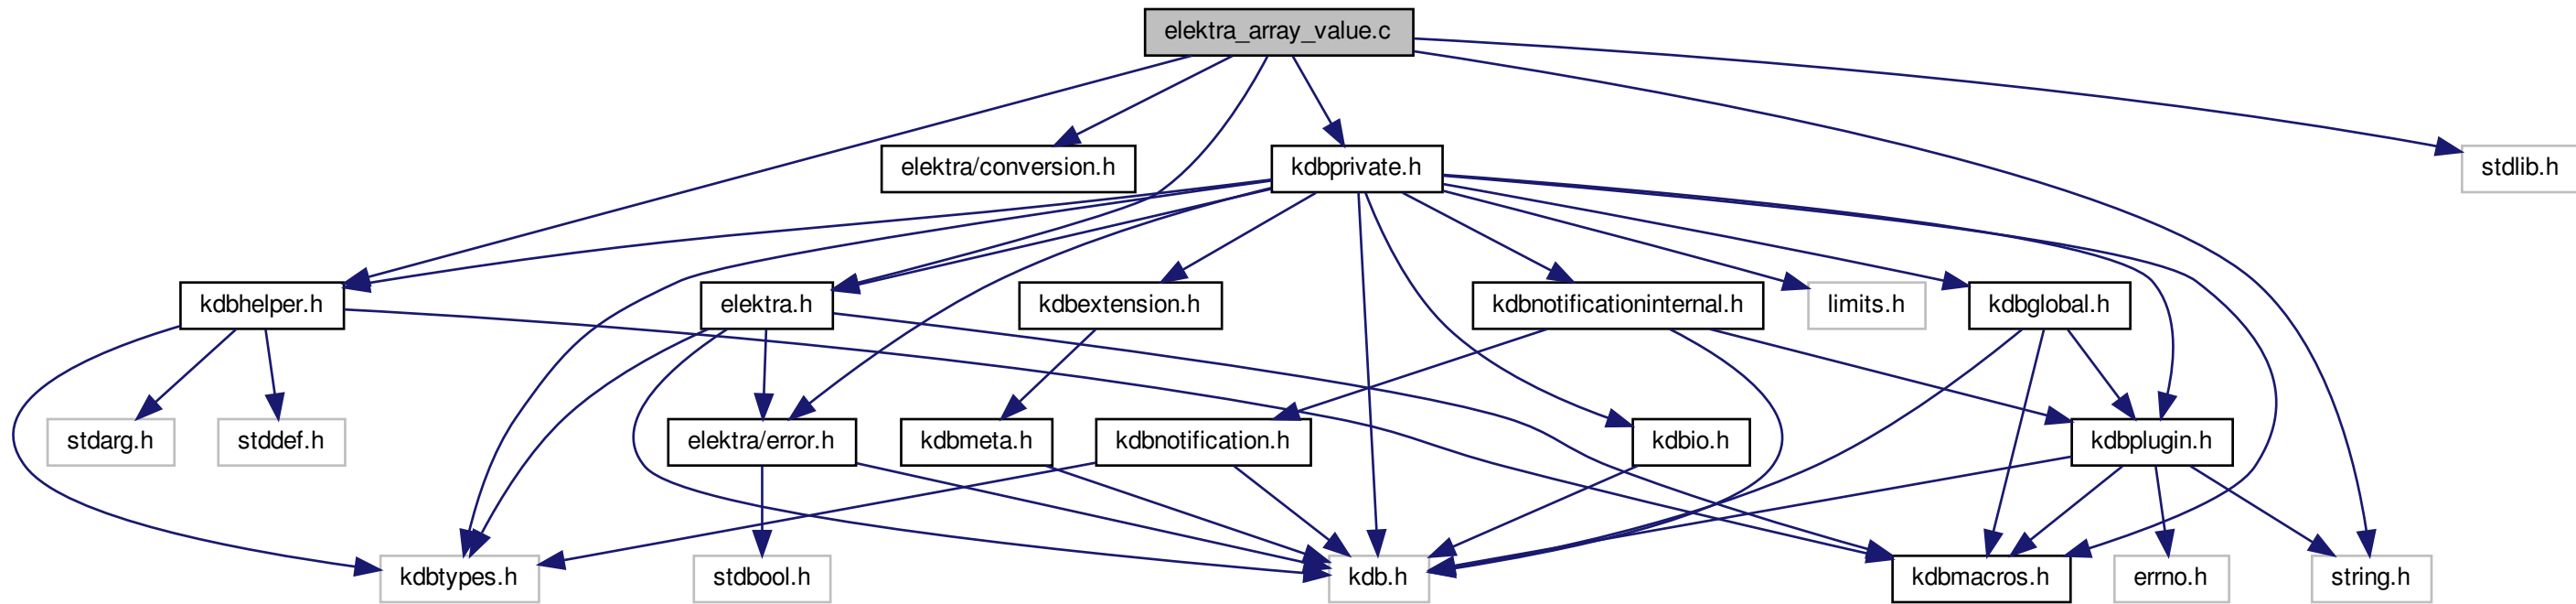 elektra_array_value.c
elektra/conversion.h
kdbprivate.h
stdlib.h
kdbhelper.h
elektra.h
kdbextension.h
kdbnotificationinternal.h
limits.h
kdbglobal.h
stdarg.h
stddef.h
elektra/error.h
kdbmeta.h
kdbnotification.h
kdbio.h
kdbplugin.h
kdbtypes.h
stdbool.h
kdb.h
kdbmacros.h
errno.h
string.h